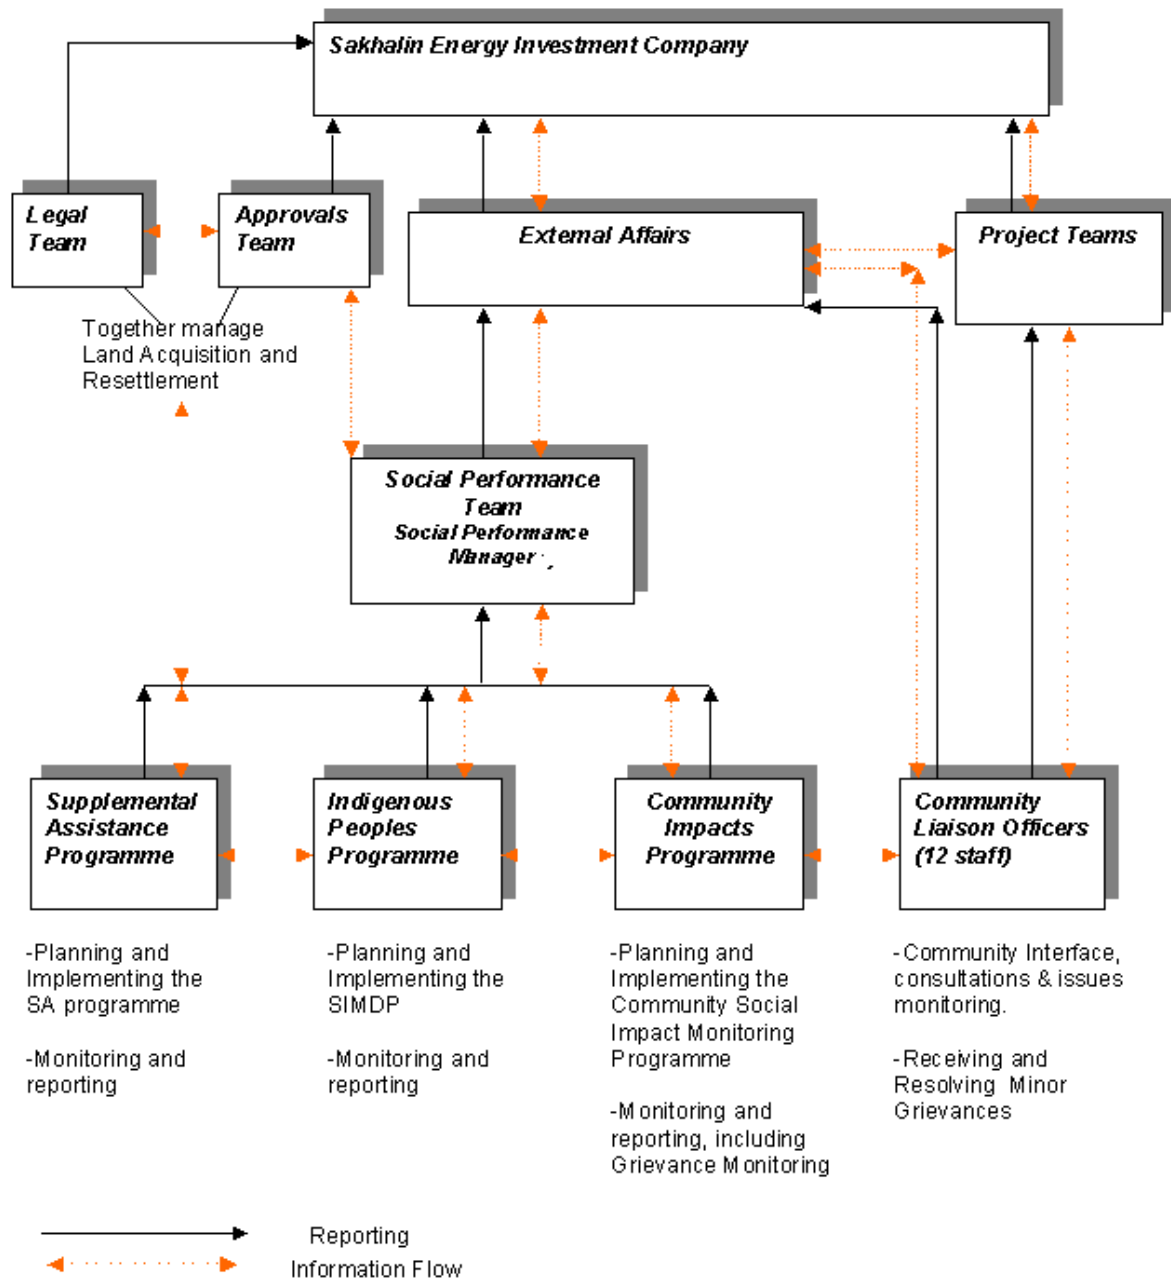 Sakhalin Energy Investment Company
Legal
Team
Approvals
Team
External Affairs
Project Teams
Together manage
Land Acquisition and
Resettlement
Social Performance
Team
Social Performance
Manager ,
Supplemental
Assistance
Programme
Indigenous
Peoples
Programme
Community
Impacts
Programme
Community
Liaison Officers
(12 staff)
-Planning and
Implementing the
SA programme
-Monitoring and
reporting
-Planning and
Implementing the
SIMDP
-Monitoring and
reporting
-Planning and
Implementing the
Community Social
Impact Monitoring
Programme
-Monitoring and
reporting, including
Grievance Monitoring
-Community Interface,
consultations & issues
monitoring.
-Receiving and
Resolving Minor
Grievances
Reporting
Information Flow